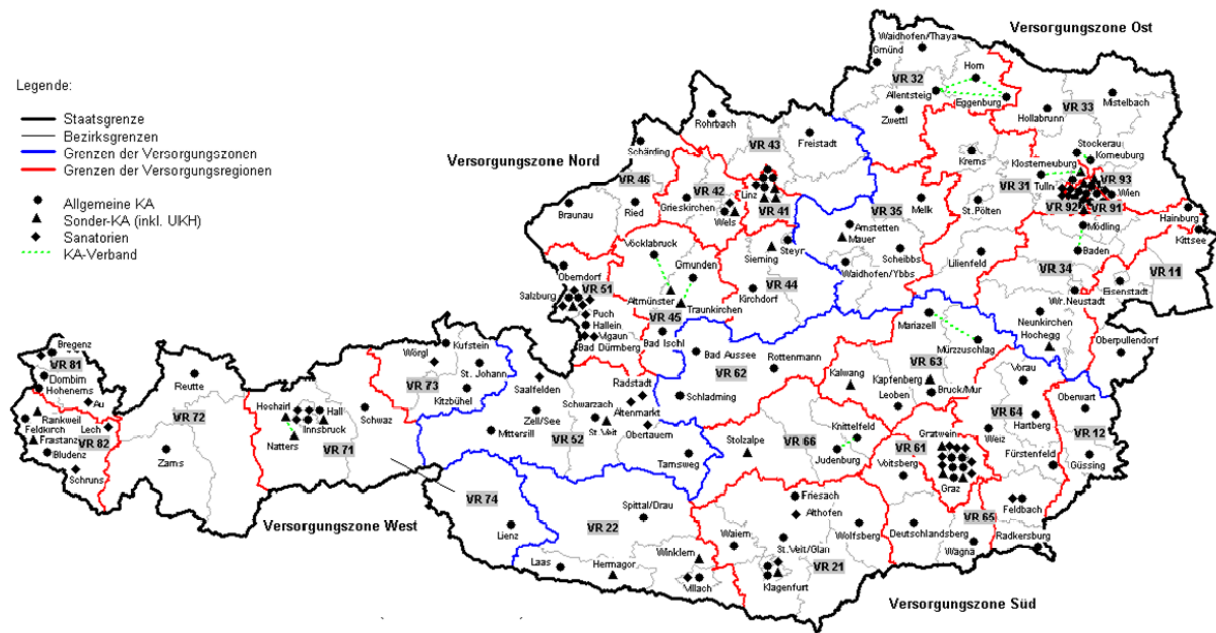 Versorgungszone Ost
Waidhofen/Thaya
Gmünd
Horn
VR 32
Allentsteig
Eggenburg
Zwettl
VR 33
Mistelbach
Hollabrunn
Legende:
Staatsgrenze
Bezirksgrenzen
Grenzen der Versorgungszonen
Grenzen der Versorgungsregionen
Allgemeine KA
Sonder-KA (inkl. UKH)
Sanatorien
KA-Verband
Versorgungszone Nord
Rohrbach
VR 43
Freistadt
Schärding
VR 46
VR 42
Grieskirchen
Linz
VR 41
Braunau
Ried
Wels
Krems
Stockerau
Korneuburg
Klosterneuburg
VR 31
Tulln
VR 93
Wien
VR 92
VR 91
St.Pölten
Mödling
Hainburg
Kittsee
VR 35
Melk
Amstetten
Mauer
Steyr
Scheibbs
Waidhofen/Ybbs
Lilienfeld
Baden
VR 34
VR 11
Eisenstadt
Wr.Neustadt
Neunkirchen
Hochegg
Oberpullendorf
Vöcklabruck
Gmunden
Sierning
VR 44
Kirchdorf
Altmünster
Traunkirchen
VR 45
Bad Ischl
Oberndorf
VR 51
Salzburg
Puch
Hallein
Vigaun
Bad Dürrnberg
Mariazell
Mürzzuschlag
Bad Aussee
Rottenmann
VR 62
VR 63
Kalwang
Kapfenberg
Bruck/Mur
Leoben
Vorau
VR 64
Hartberg
Weiz
Oberwart
VR 12
Fürstenfeld
Güssing
Schladming
Stolzalpe
VR 66
Knittelfeld
Judenburg
Gratwein
VR 61
Voitsberg
Graz
VR 65
Feldbach
Radkersburg
Deutschlandsberg
Wagna
Bregenz
VR 81
Dornbirn
Hohenems
Au
Rankweil
Feldkirch
Lech
Frastanz
VR 82
Bludenz
Schruns
Reutte
VR 72
Zams
Hochzirl
Hall
Innsbruck
Natters
VR 71
Schwaz
Wörgl
Kufstein
St. Johann
VR 73
Kitzbühel
Saalfelden
Zell/See
Mittersill
Schwarzach
St.Veit
VR 52
Radstadt
Altenmarkt
Obertauern
Tamsweg
VR 74
Versorgungszone West
Lienz
VR 22
Spittal/Drau
Laas
Hermagor
Winklern
Villach
Friesach
Althofen
Waiern
St.Veit/Glan
Wolfsberg
VR 21
Klagenfurt
Versorgungszone Süd